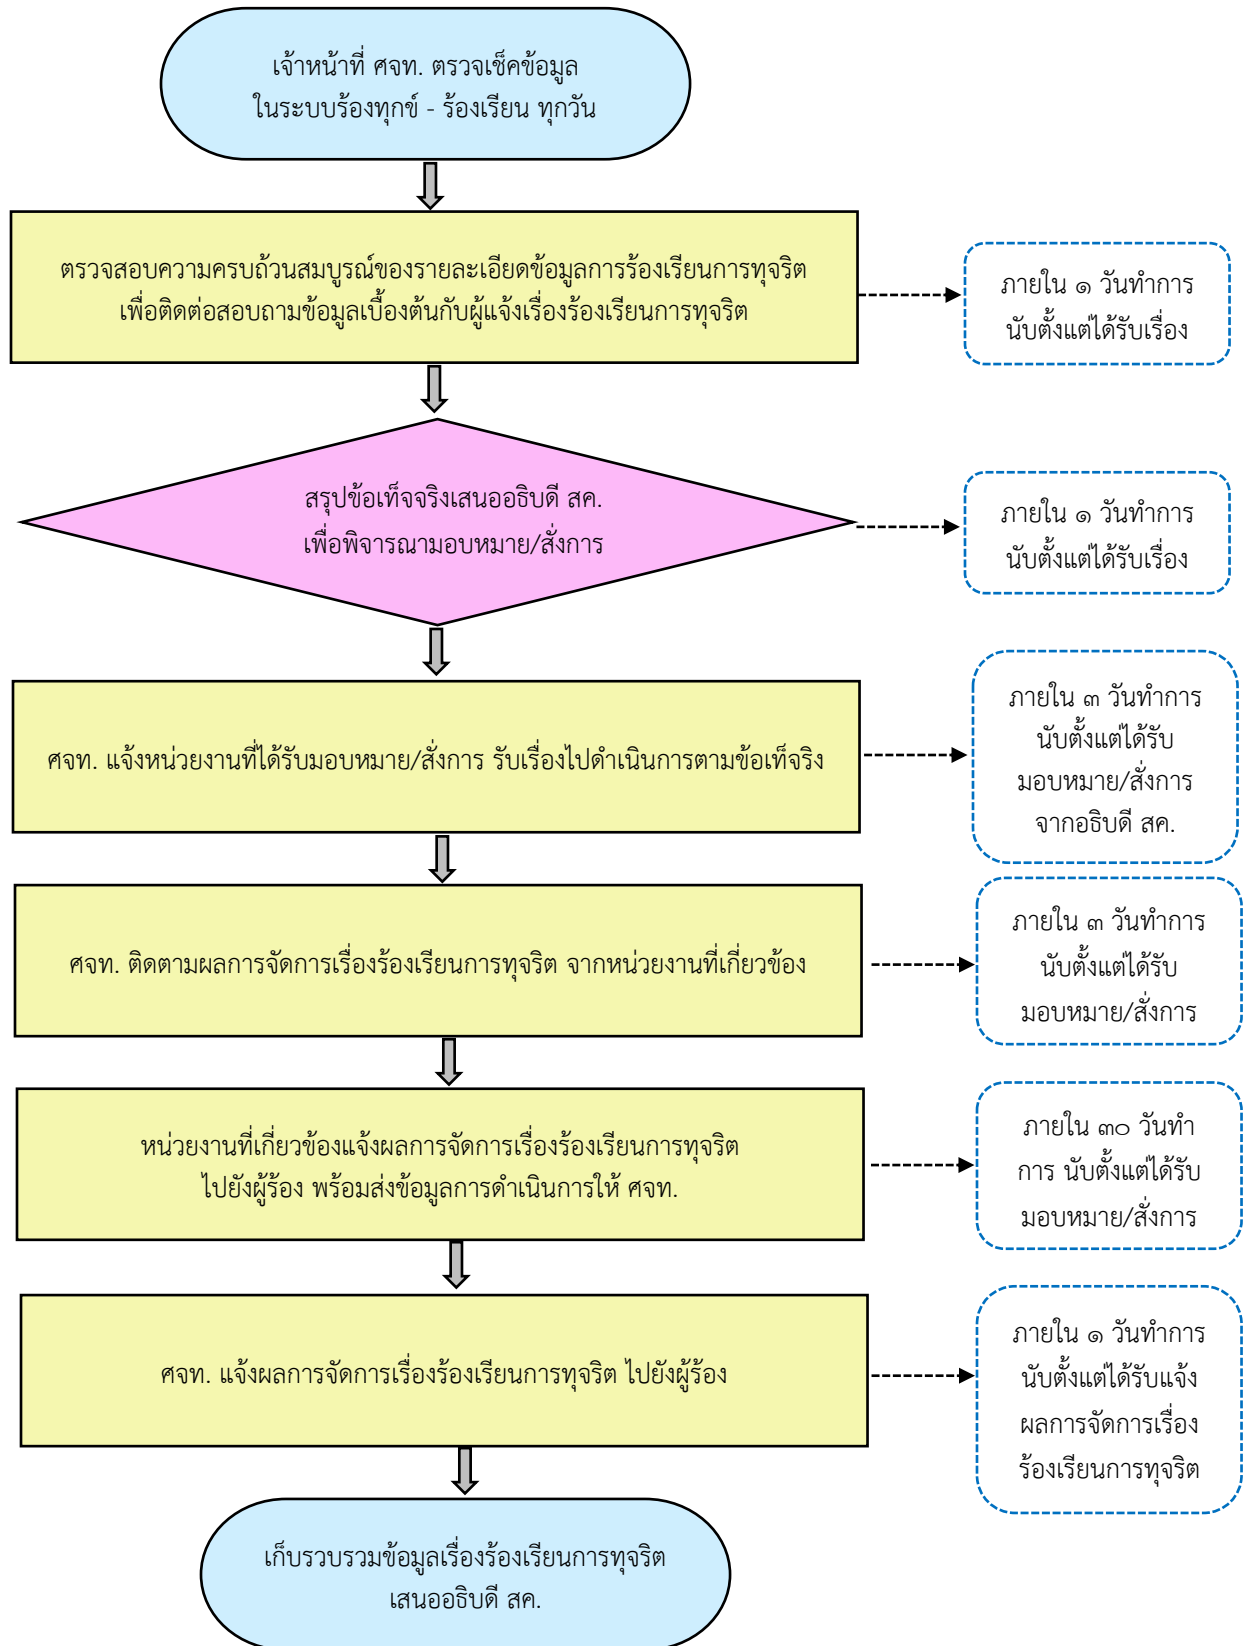 เจ้าหน้าที่ ศจท. ตรวจเช็คข้อมูล
ในระบบร้องทุกข์ - ร้องเรียน ทุกวัน
ตรวจสอบความครบถ้วนสมบูรณ์ของรายละเอียดข้อมูลการร้องเรียนการทุจริต
เพื่อติดต่อสอบถามข้อมูลเบื้องต้นกับผู้แจ้งเรื่องร้องเรียนการทุจริต
ภายใน ๑ วันทำการ
นับตั้งแต่ได้รับเรื่อง
สรุปข้อเท็จจริงเสนออธิบดี สค.
เพื่อพิจารณามอบหมาย/สั่งการ
ภายใน ๑ วันทำการ
นับตั้งแต่ได้รับเรื่อง
ศจท. แจ้งหน่วยงานที่ได้รับมอบหมาย/สั่งการ รับเรื่องไปดำเนินการตามข้อเท็จจริง
ภายใน ๓ วันทำการ
นับตั้งแต่ได้รับ
มอบหมาย/สั่งการ
จากอธิบดี สค.
ศจท. ติดตามผลการจัดการเรื่องร้องเรียนการทุจริต จากหน่วยงานที่เกี่ยวข้อง
ภายใน ๓ วันทำการ
นับตั้งแต่ได้รับ
มอบหมาย/สั่งการ
หน่วยงานที่เกี่ยวข้องแจ้งผลการจัดการเรื่องร้องเรียนการทุจริต
ไปยังผู้ร้อง พร้อมส่งข้อมูลการดำเนินการให้ ศจท.
ภายใน ๓๐ วันทำ
การ นับตั้งแต่ได้รับ
มอบหมาย/สั่งการ
ศจท. แจ้งผลการจัดการเรื่องร้องเรียนการทุจริต ไปยังผู้ร้อง
ภายใน ๑ วันทำการ
นับตั้งแต่ได้รับแจ้ง
ผลการจัดการเรื่อง
ร้องเรียนการทุจริต
เก็บรวบรวมข้อมูลเรื่องร้องเรียนการทุจริต
เสนออธิบดี สค.